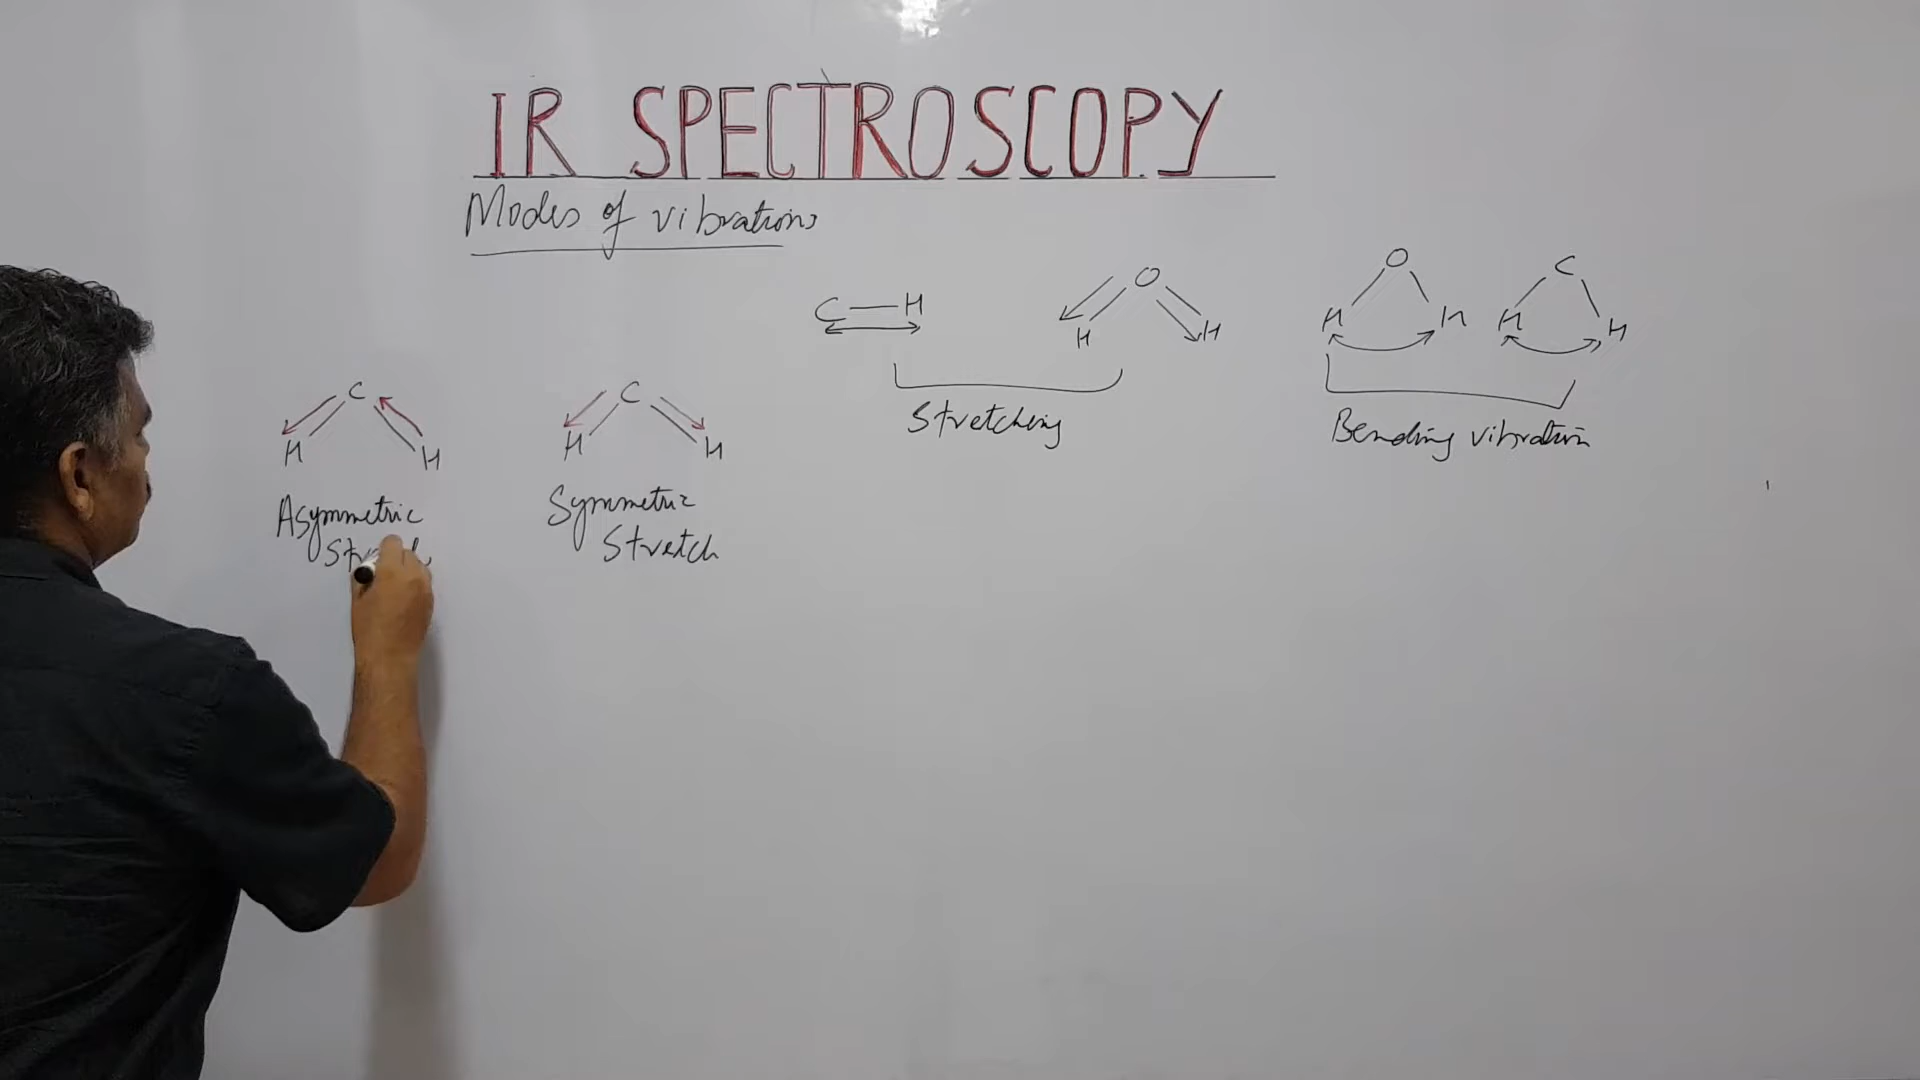 IR SPECTROSCOPY
Modes of vibrations
C H
O
H H
O
H H
C
H H
Stretching
Bending vibration
C
H H
Asymmetric
C
H H
Symmetric
Stretch